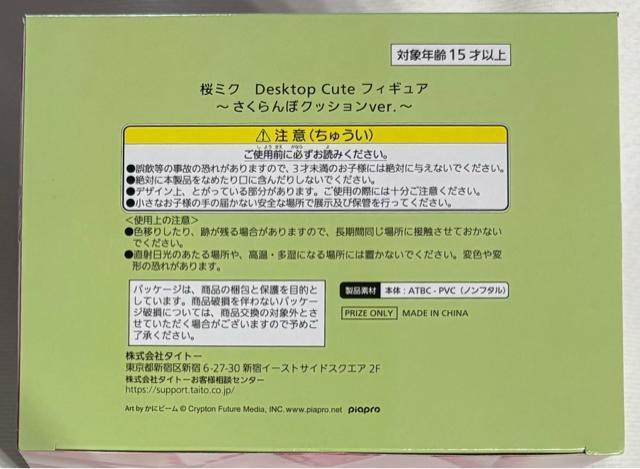 対象年齢15才以上
桜ミク　Desktop Cute フィギュア
～さくらんぼクッションver.～
⚠注意(ちゅうい)
ご使用前に必ずお読みください。
●誤飲等の事故の恐れがありますので、3才未満のお子様には絶対に与えないでください。
●絶対に本製品をなめたり口に含んだりしないでください。
●デザイン上、とがっている部分があります。ご使用の際には十分ご注意ください。
●小さなお子様の手の届かない安全な場所で展示及び保管を行ってください。
<使用上の注意>
●色移りしたり、跡が残る場合がありますので、長期間同じ場所に接触させておかない
でください。
●直射日光のあたる場所や、高温・多湿になる場所には置かないでください。変色や変
形の恐れがあります。
パッケージは、商品の梱包と保護を目的と
しています。商品破損を伴わないパッケー
ジ破損については、商品交換の対象外とさ
せていただく場合がございますので予めご
了承ください。
製品素材 本体：ATBC-PVC（ノンフタル）
PRIZE ONLY MADE IN CHINA
株式会社タイトー
東京都新宿区新宿 6-27-30 新宿イーストサイドスクエア 2F
株式会社タイトーお客様相談センター
https://support.taito.co.jp/
Art by かにビーム © Crypton Future Media, INC. www.piapro.net piapro